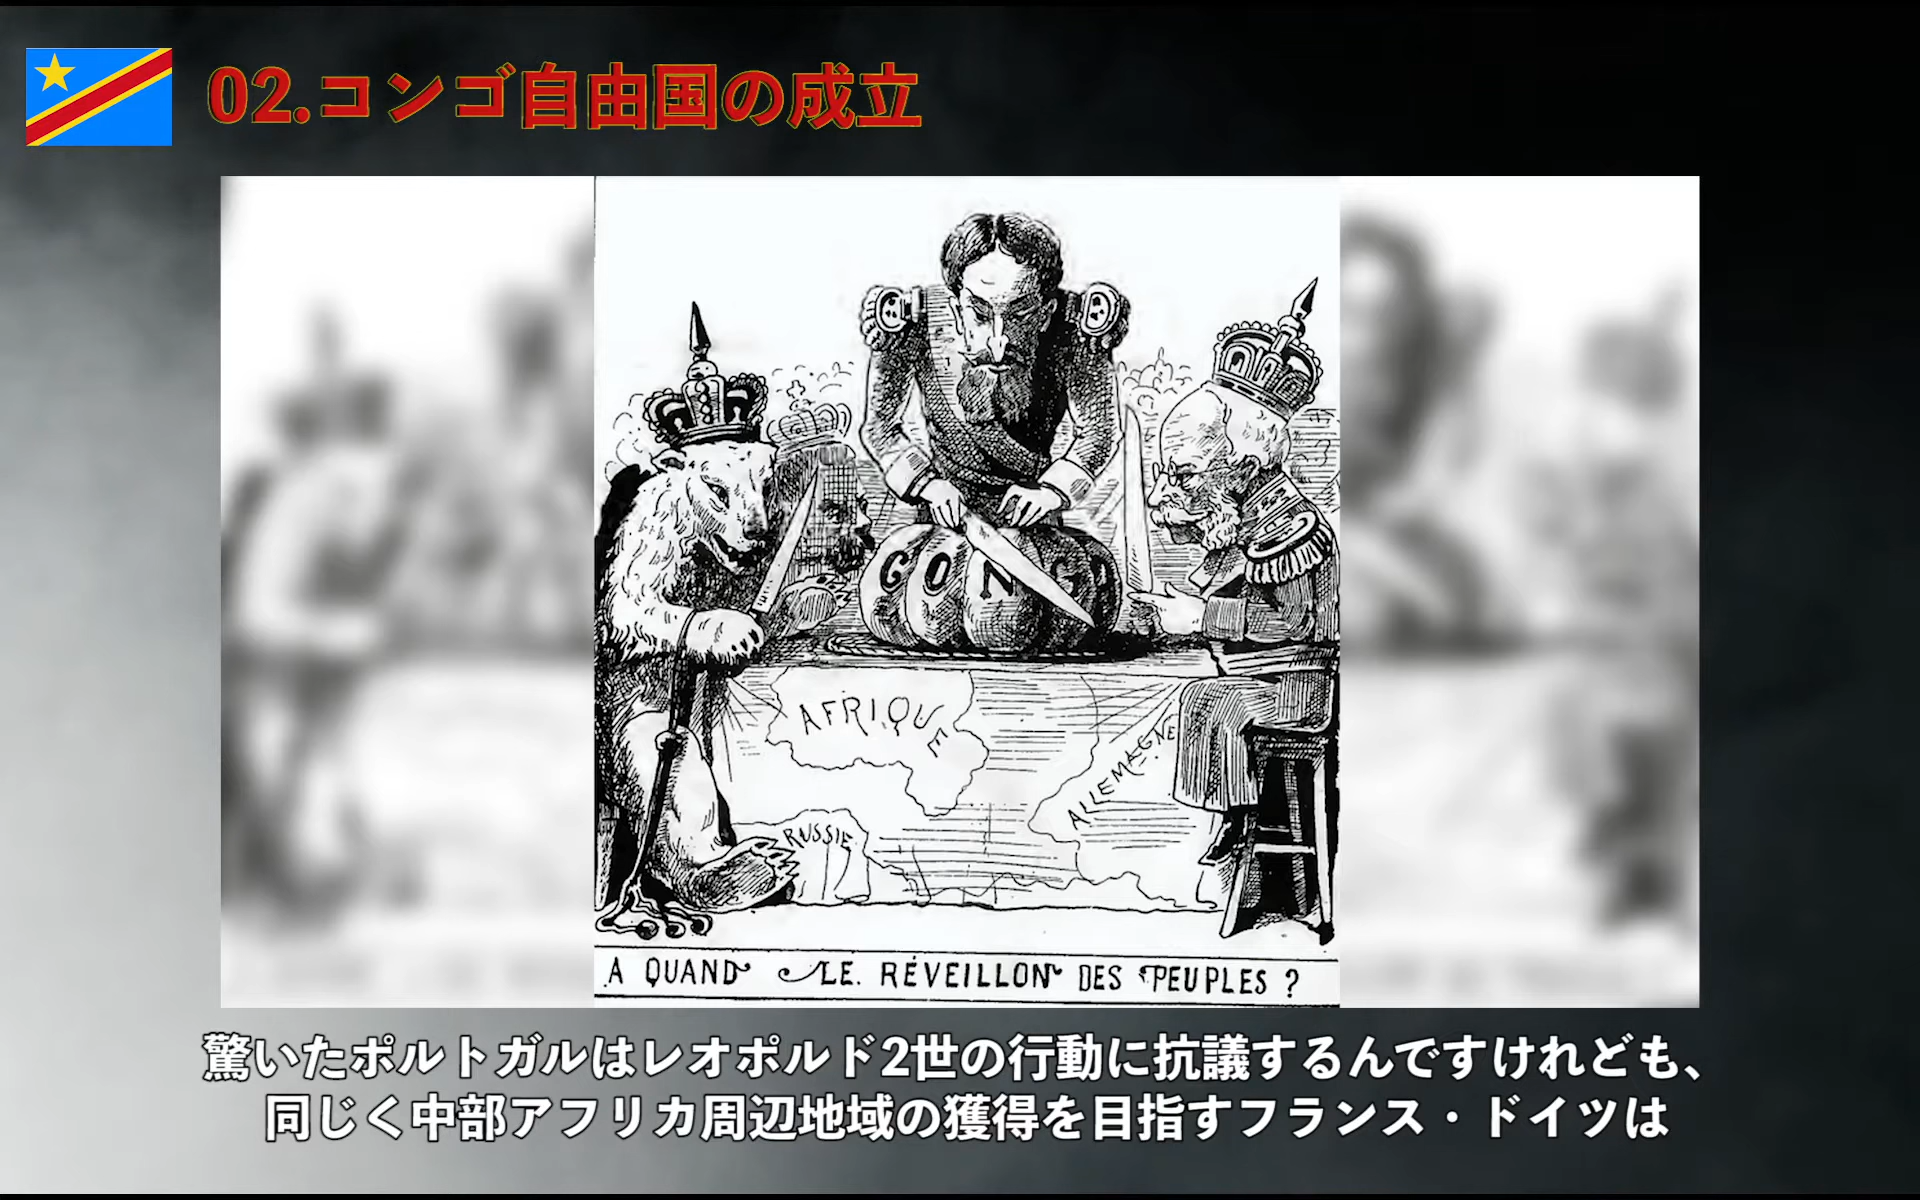 02.コンゴ自由国の成立
CONGO
AFRIQUE
ALLEMAGNE
RUSSIE
A QUAND LE. RÉVEILLON DES PEUPLES ?
驚いたポルトガルはレオポルド2世の行動に抗議するんですけれども、
同じく中部アフリカ周辺地域の獲得を目指すフランス・ドイツは